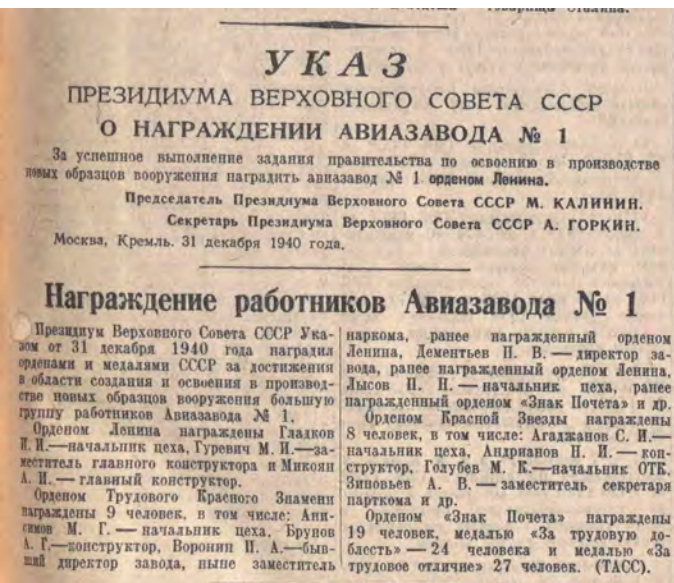 товарища Сталина.
УКАЗ
ПРЕЗИДИУМА ВЕРХОВНОГО СОВЕТА СССР
О НАГРАЖДЕНИИ АВИАЗАВОДА № 1
За успешное выполнение задания правительства по освоению в производстве
новых образцов вооружения наградить авиазавод № 1 орденом Ленина.
Председатель Президиума Верховного Совета СССР М. КАЛИНИН.
Секретарь Президиума Верховного Совета СССР А. ГОРКИН.
Москва, Кремль. 31 декабря 1940 года.
Награждение работников Авиазавода № 1
Президиум Верховного Совета СССР Ука-
зом от 31 декабря 1940 года наградил
орденами и медалями СССР за достижения
в области создания и освоения в производ-
стве новых образцов вооружения большую
группу работников Авиазавода № 1.
Орденом Ленина награждены Гладков
И. И.—начальник цеха, Гуревич М. И.—за-
меститель главного конструктора и Микоян
А. И. — главный конструктор.
Орденом Трудового Красного Знамени
награждены 9 человек, в том числе: Ани-
симов М. Г. — начальник цеха, Брунов
А. Г.—конструктор, Воронин П. А.—быв-
ший директор завода, ныне заместитель
наркома, ранее награжденный орденом
Ленина, Дементьев П. В. — директор за-
вода, ранее награжденный орденом Ленина,
Лысов П. Н. — начальник цеха, ранее
награжденный орденом «Знак Почета» и др.
Орденом Красной Звезды награждены
8 человек, в том числе: Агаджанов С. И.—
начальник цеха, Андрианов Н. И. — кон-
структор, Голубев М. К.—начальник ОТК,
Зиновьев А. В. — заместитель секретаря
парткома и др.
Орденом «Знак Почета» награждены
19 человек, медалью «За трудовую до-
блесть» — 24 человека и медалью «За
трудовое отличие» 27 человек. (ТАСС).